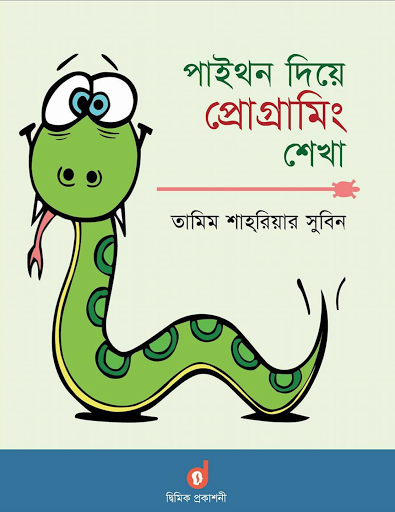 পাইথন দিয়ে
প্রোগ্রামিং
শেখা
তামিম শাহ্‌রিয়ার সুবিন
দ্বিমিক প্রকাশনী